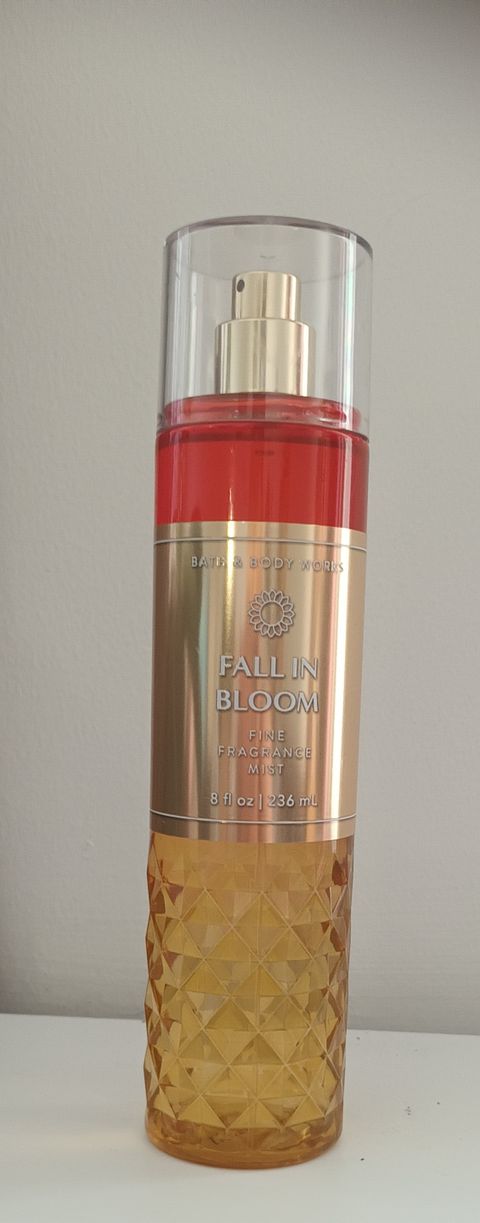 BATH & BODY WORKS
FALL IN
BLOOM
FINE
FRAGRANCE
MIST
8 fl oz | 236 mL